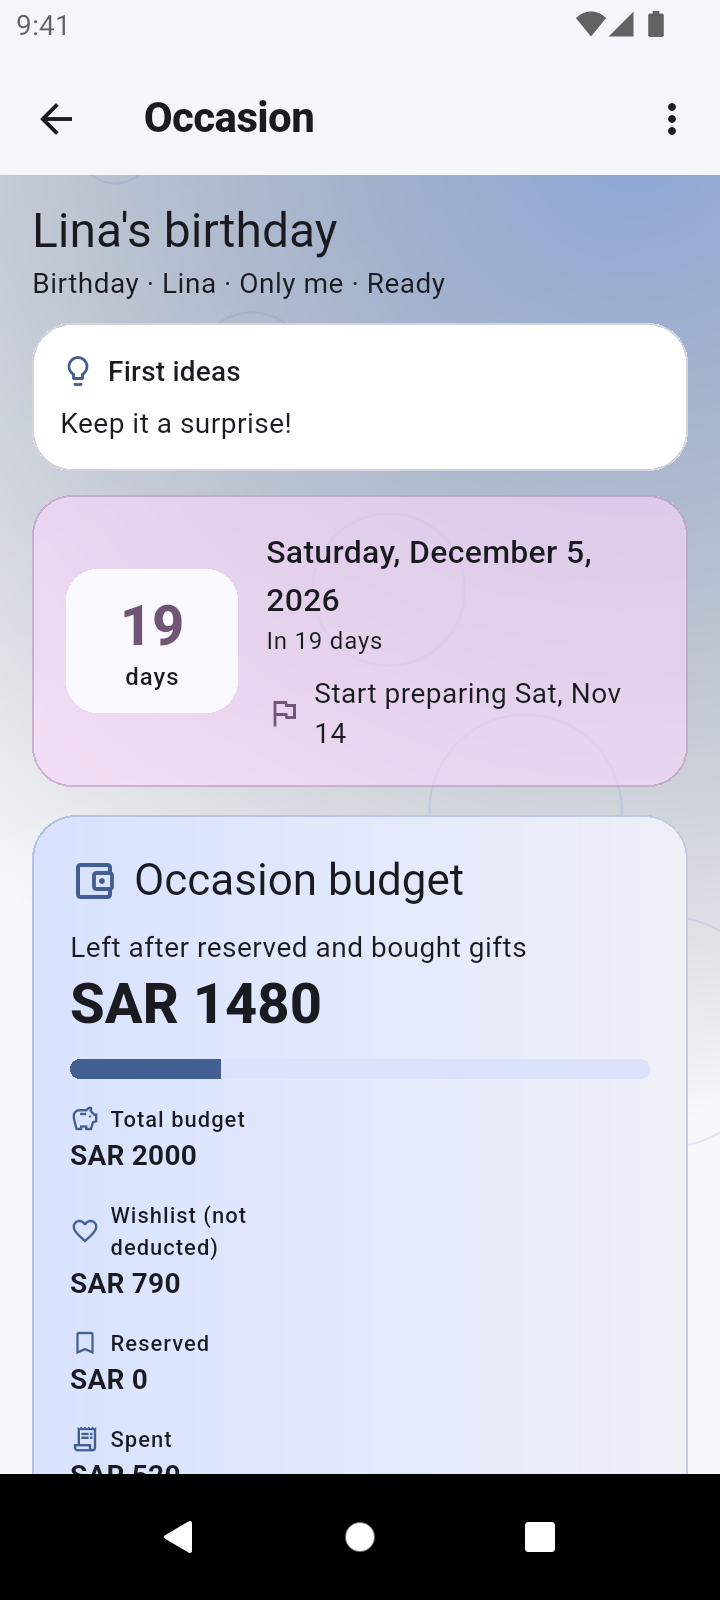 9:41
Occasion
Lina's birthday
Birthday · Lina · Only me · Ready
First ideas
Keep it a surprise!
Saturday, December 5,
2026
19
days
In 19 days
Start preparing Sat, Nov
14
Occasion budget
Left after reserved and bought gifts
SAR 1480
Total budget
SAR 2000
Wishlist (not
deducted)
SAR 790
Reserved
SAR 0
Spent
SAR 520